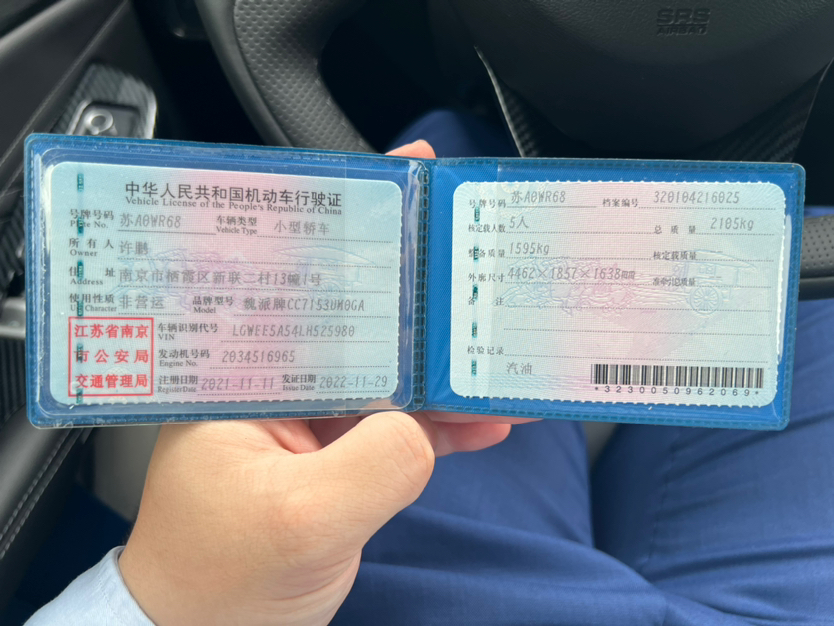 SRS
AIRBAG
中华人民共和国机动车行驶证
Vehicle License of the People's Republic of China
号牌号码 苏A0WR68 车辆类型 小型轿车
Plate No. Vehicle Type
所有人 许鹏
Owner
住址 南京市栖霞区新联二村13幢1号
Address
使用性质 非营运 品牌型号 魏派牌CC7153UM0GA
Use Character Model
江苏省南京
市公安局
交通管理局
车辆识别代号 LGWEE5A54LH525980
VIN
发动机号码 2034516965
Engine No.
注册日期 2021-11-11 发证日期 2022-11-29
Register Date Issue Date
号牌号码 苏A0WR68 档案编号 320104216025
核定载人数 5人 总质量 2105kg
整备质量 1595kg 核定载质量
外廓尺寸 4462×1857×1638mm 准牵引总质量
备注
检验记录
汽油
*3230050962069*